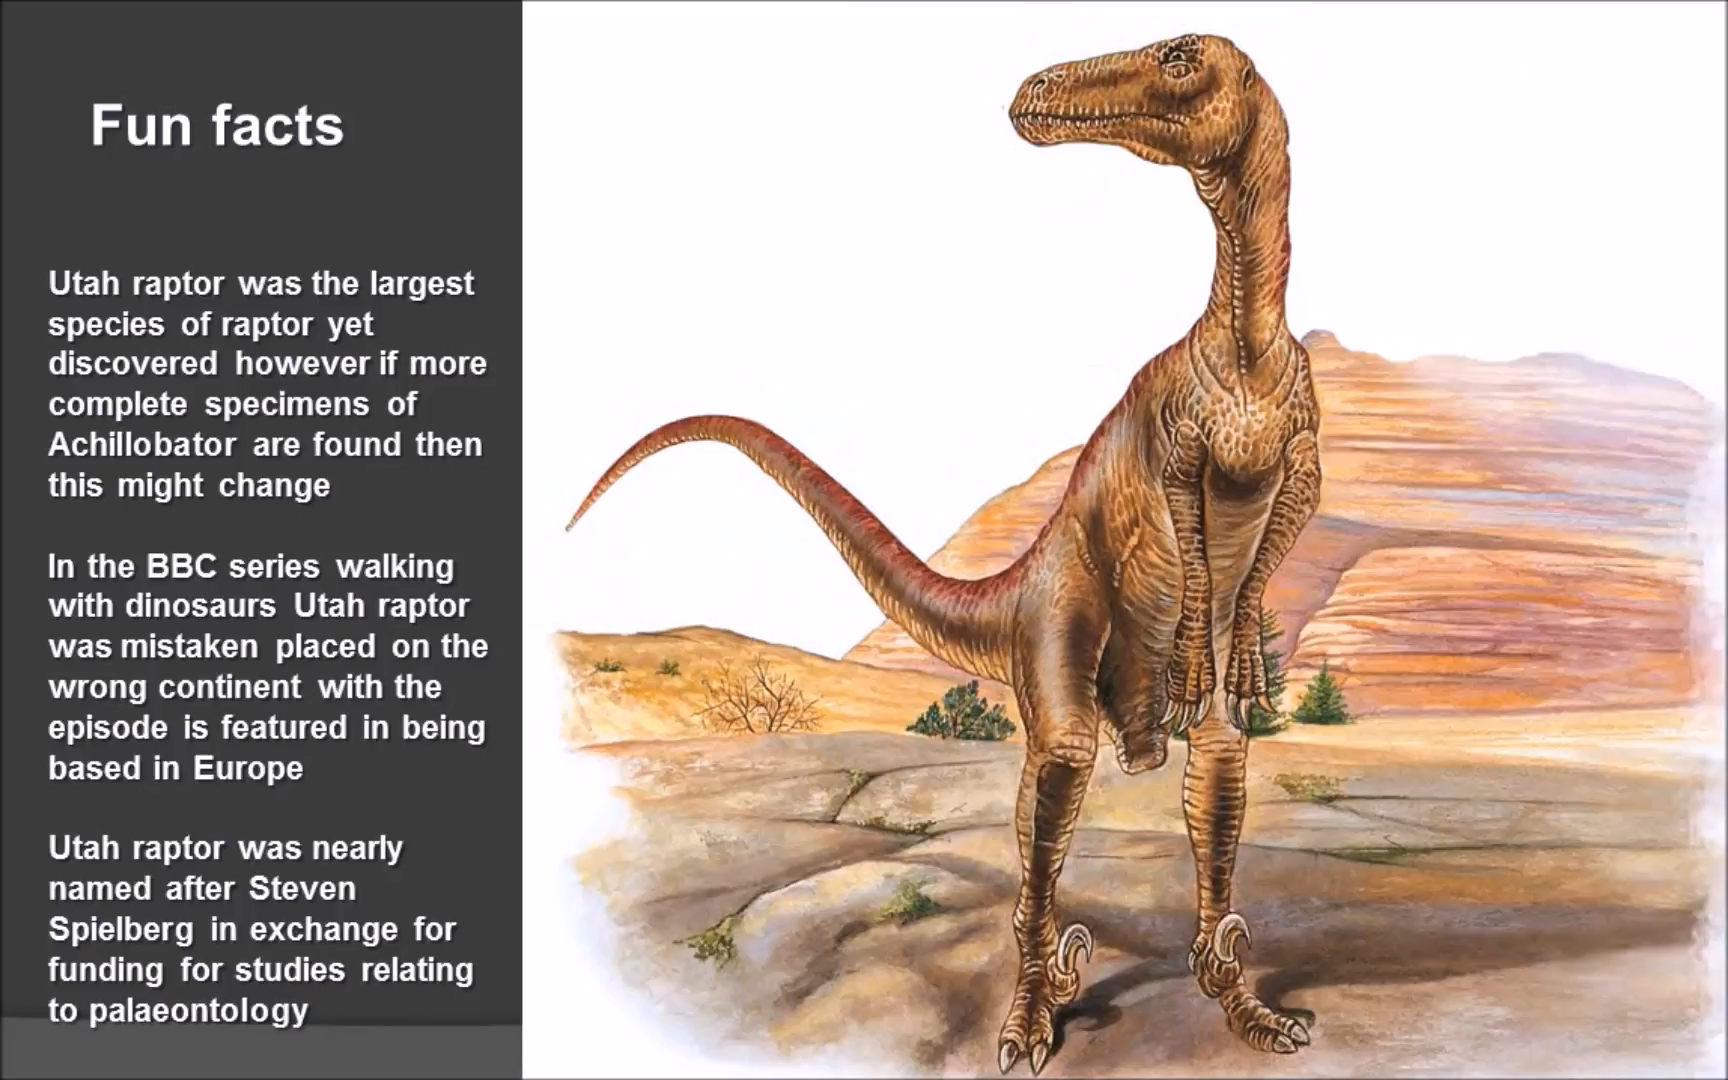 Fun facts
Utah raptor was the largest
species of raptor yet
discovered however if more
complete specimens of
Achillobator are found then
this might change
In the BBC series walking
with dinosaurs Utah raptor
was mistaken placed on the
wrong continent with the
episode is featured in being
based in Europe
Utah raptor was nearly
named after Steven
Spielberg in exchange for
funding for studies relating
to palaeontology